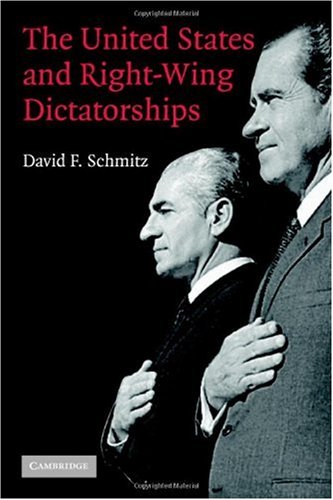 The United States
and Right-Wing
Dictatorships
David F. Schmitz
CAMBRIDGE